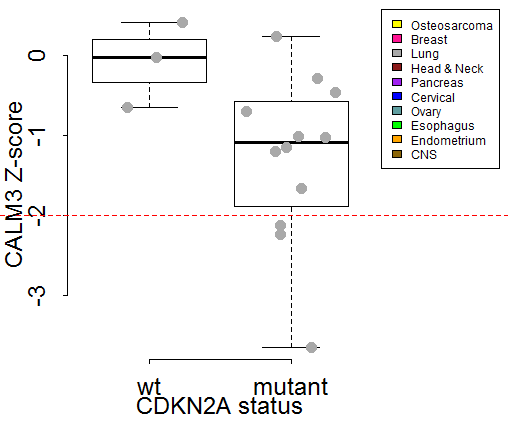 CALM3 Z-score
0
-1
-2
-3
wt mutant
CDKN2A status
Osteosarcoma
Breast
Lung
Head & Neck
Pancreas
Cervical
Ovary
Esophagus
Endometrium
CNS